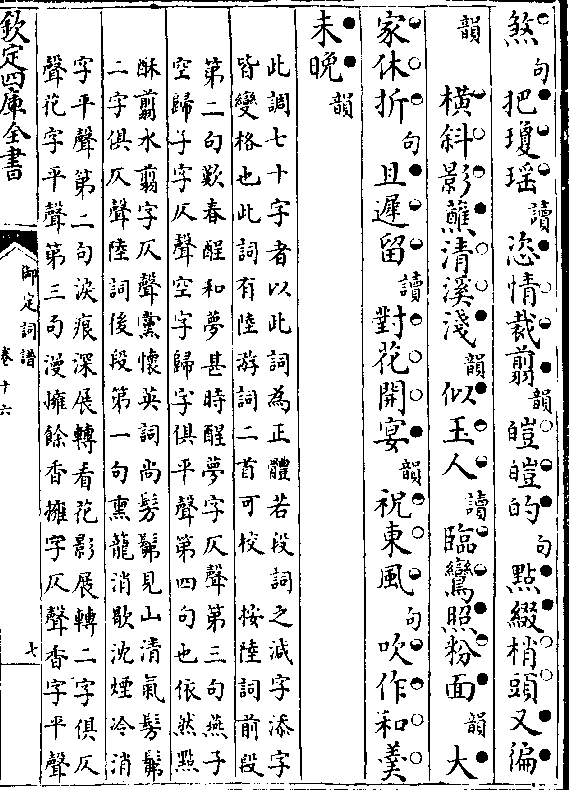 煞句把瓊瑶讀恣情裁翦韻皚皚的句點綴梢頭又徧
韻橫斜影蘸清溪淺韻似玉人讀臨鸞照粉面韻大
家休折句且遲留讀對花開宴韻祝東風句吹作和羹
未晚韻
此調七十字者以此詞為正體若段詞之減字添字
皆變格也此詞有陸游詞二首可校 按陸詞前段
第二句歎春酲和夢甚時醒夢字仄聲第三句燕子
空歸子字仄聲空字歸字俱平聲第四句也依然點
酥翦水翦字仄聲黨懷英詞尚髣髴見山清氣髣髴
二字俱仄聲陸詞後段第一句熏籠消歇沈煙冷消
字平聲第二句淚痕深展轉看花影展轉二字俱仄
聲花字平聲第三句漫擁餘香擁字仄聲香字平聲
欽定四庫全書
御定詞譜
卷十六
七